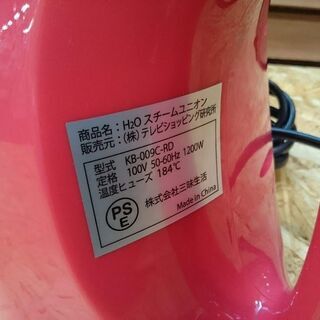 商品名：H2O スチームユニオン
販売元：(株)テレビショッピング研究所
型式 KB-009C-RD
定格 100V 50-60Hz 1200W
温度ヒューズ 184℃
株式会社三味生活
Made in China
PS
E